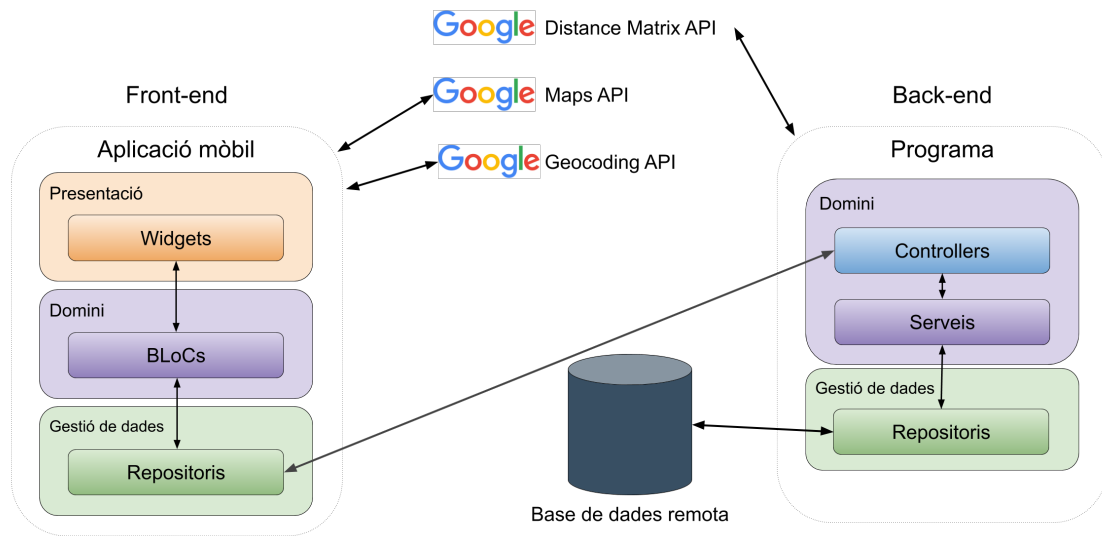 Google Distance Matrix API
Front-end
Google Maps API
Back-end
Aplicació mòbil
Google Geocoding API
Programa
Presentació
Widgets
Domini
BLoCs
Gestió de dades
Repositoris
Domini
Controllers
Serveis
Gestió de dades
Repositoris
Base de dades remota